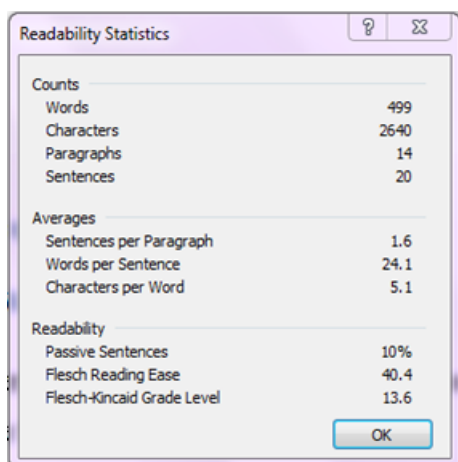 Readability Statistics
Counts
Words 499
Characters 2640
Paragraphs 14
Sentences 20
Averages
Sentences per Paragraph 1.6
Words per Sentence 24.1
Characters per Word 5.1
Readability
Passive Sentences 10%
Flesch Reading Ease 40.4
Flesch-Kincaid Grade Level 13.6
OK